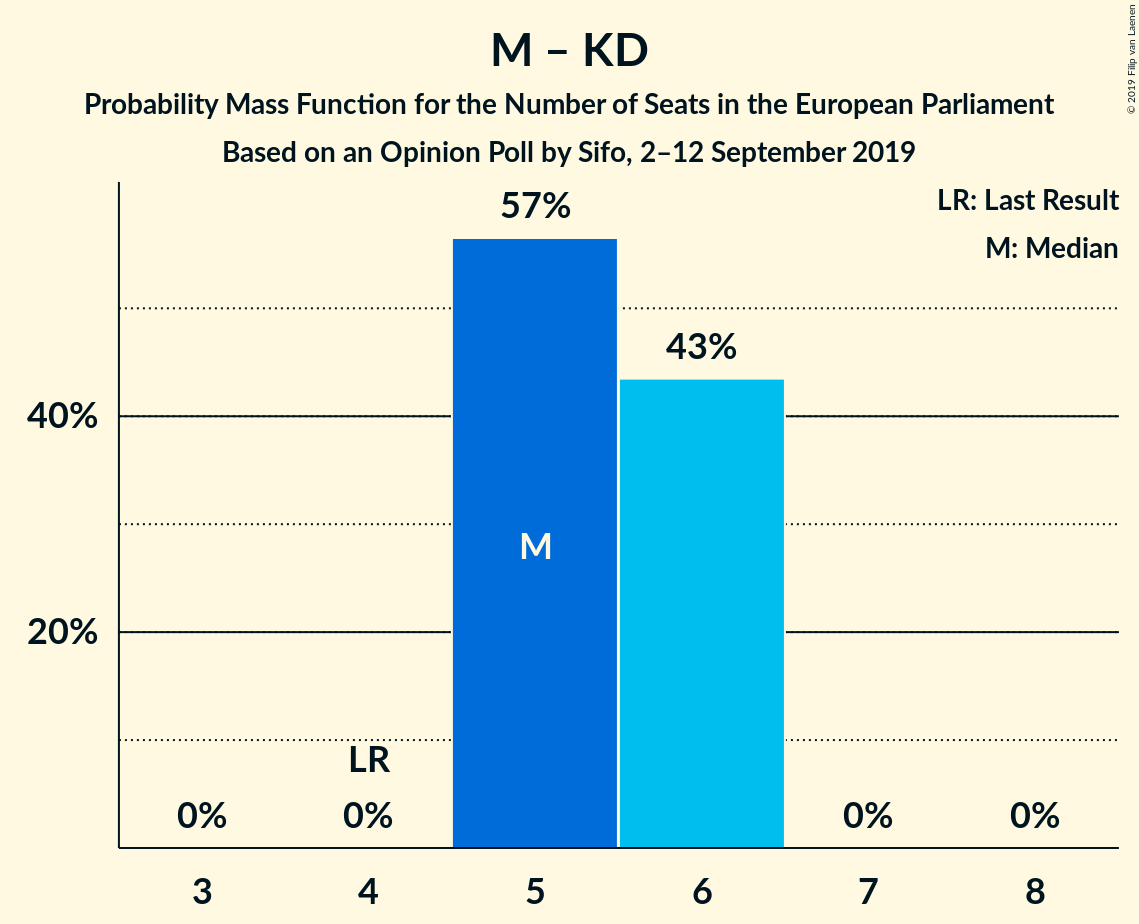 M – KD
Probability Mass Function for the Number of Seats in the European Parliament
Based on an Opinion Poll by Sifo, 2–12 September 2019
© 2019 Filip van Laenen
LR: Last Result
M: Median
57%
43%
40%
M
20%
LR
0%
0%
0%
0%
3
4
5
6
7
8